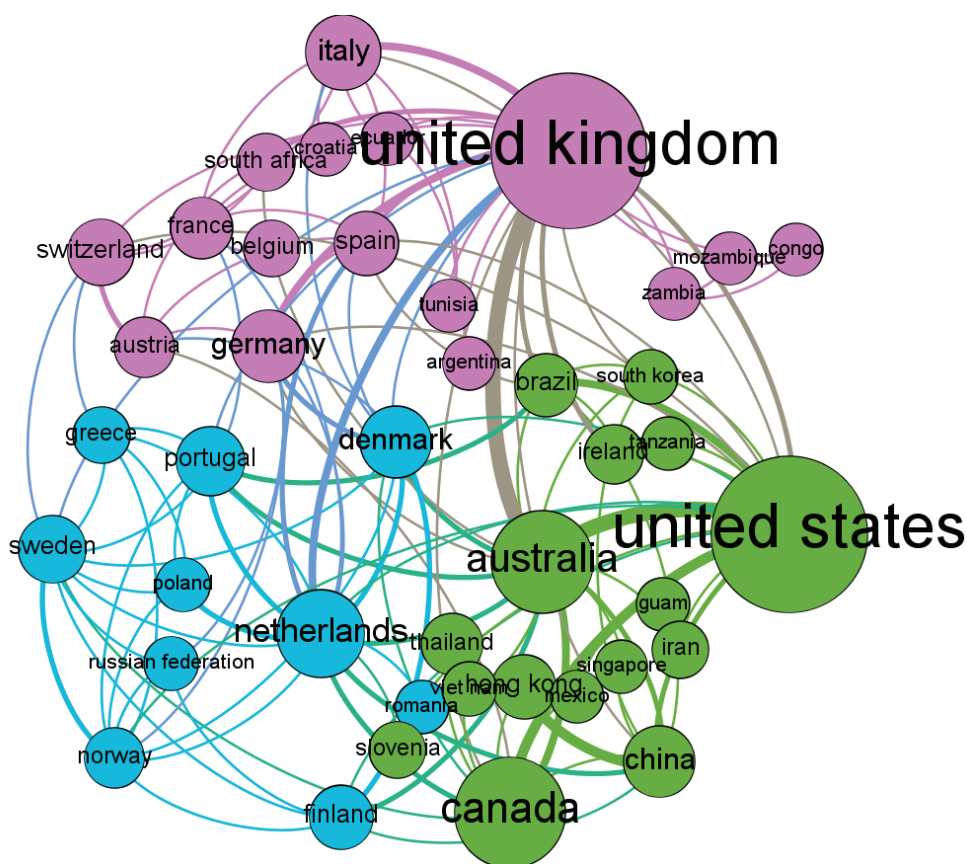 italy
united kingdom
ecuador
croatia
south africa
france
switzerland
belgium
spain
mozambique
congo
zambia
tunisia
austria
germany
argentina
brazil
south korea
greece
portugal
denmark
ireland
tanzania
united states
sweden
australia
poland
guam
netherlands
thailand
iran
russian federation
singapore
viet nam
hong kong
mexico
romania
norway
slovenia
china
finland
canada